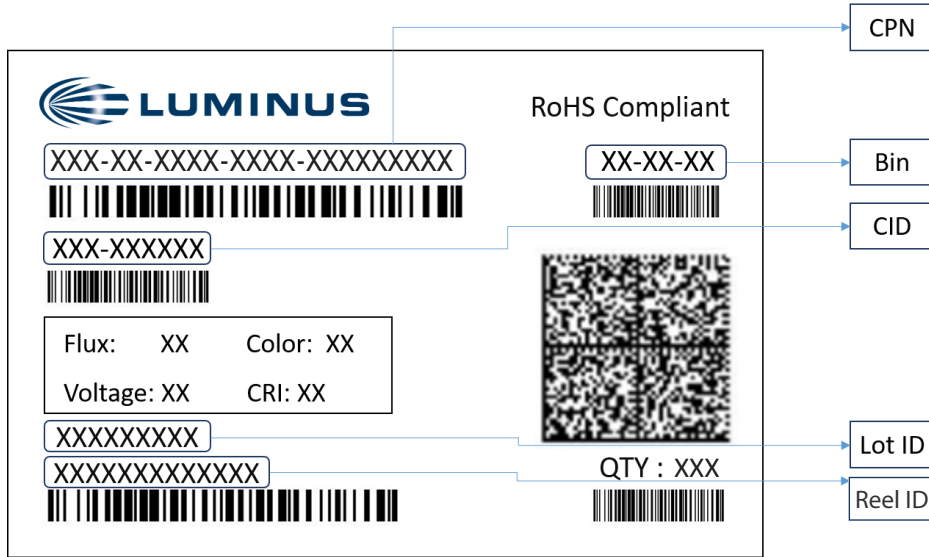 CPN
LUMINUS
RoHS Compliant
XXX-XX-XXXX-XXXX-XXXXXXXXX
XX-XX-XX
Bin
CID
XXX-XXXXXX
Flux: XX Color: XX
Voltage: XX CRI: XX
XXXXXXXXX
Lot ID
XXXXXXXXXXXXX
QTY : XXX
Reel ID